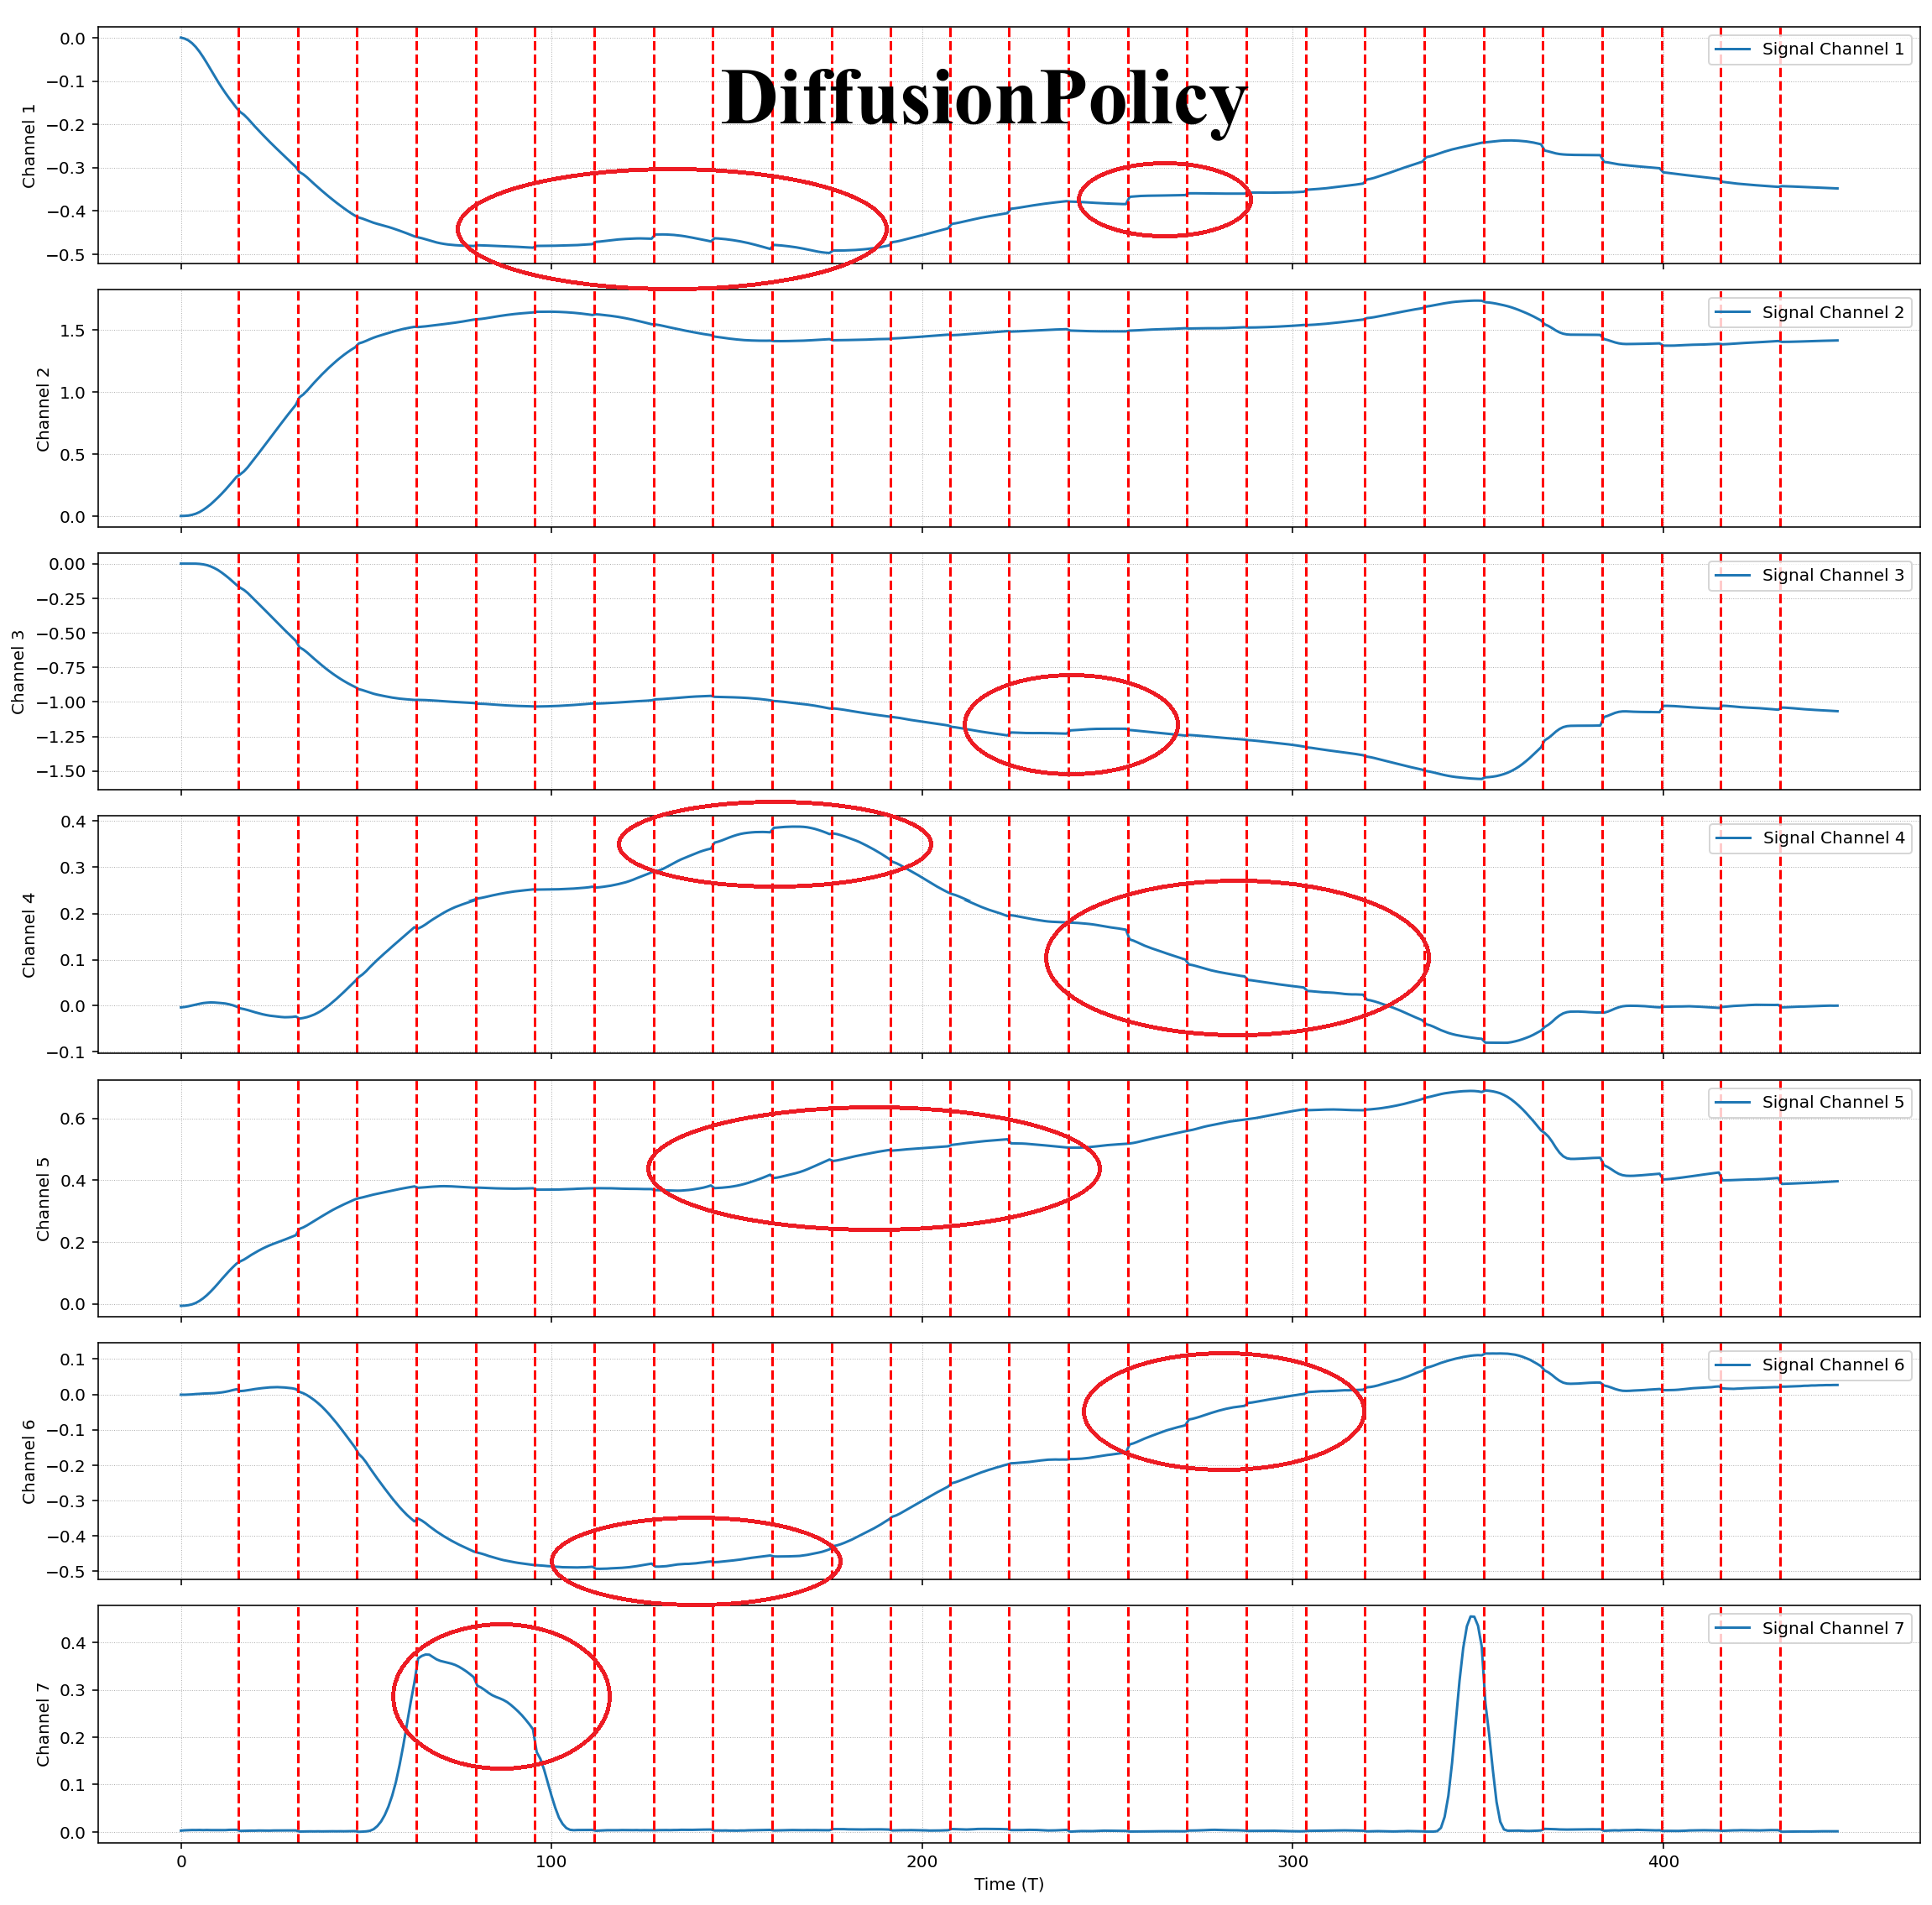 DiffusionPolicy
Channel 1
0.0
−0.1
−0.2
−0.3
−0.4
−0.5
Signal Channel 1
Channel 2
1.5
1.0
0.5
0.0
Signal Channel 2
Channel 3
0.00
−0.25
−0.50
−0.75
−1.00
−1.25
−1.50
Signal Channel 3
Channel 4
0.4
0.3
0.2
0.1
0.0
−0.1
Signal Channel 4
Channel 5
0.6
0.4
0.2
0.0
Signal Channel 5
Channel 6
0.1
0.0
−0.1
−0.2
−0.3
−0.4
−0.5
Signal Channel 6
Channel 7
0.4
0.3
0.2
0.1
0.0
Signal Channel 7
0 100 200 300 400
Time (T)